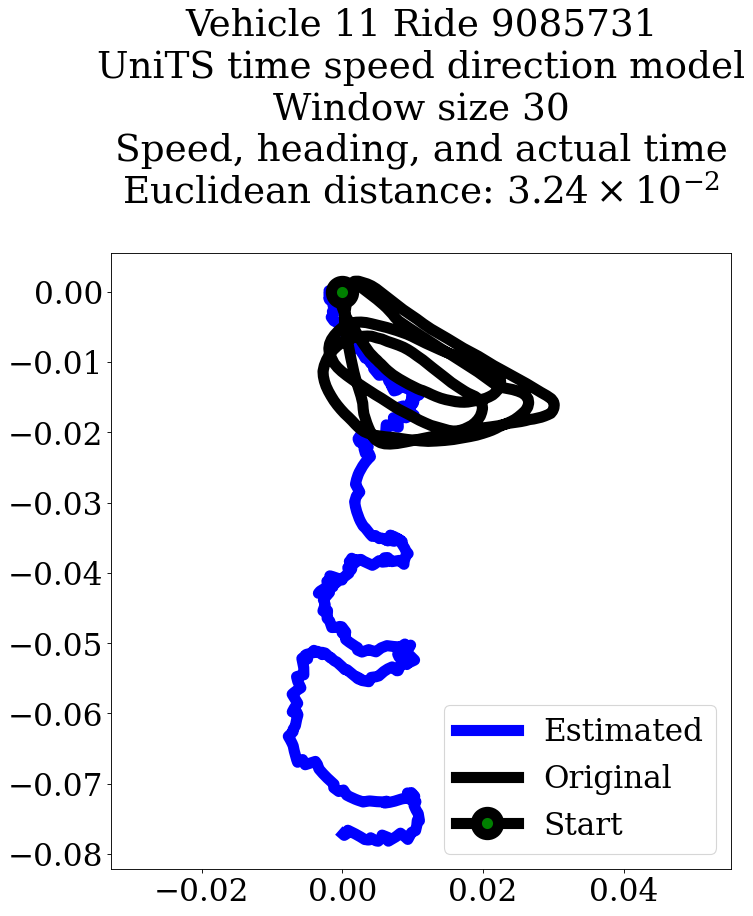 Vehicle 11 Ride 9085731
UniTS time speed direction model
Window size 30
Speed, heading, and actual time
Euclidean distance: 3.24 × 10⁻²
0.00
−0.01
−0.02
−0.03
−0.04
−0.05
−0.06
−0.07
−0.08
Estimated
Original
Start
−0.02 0.00 0.02 0.04